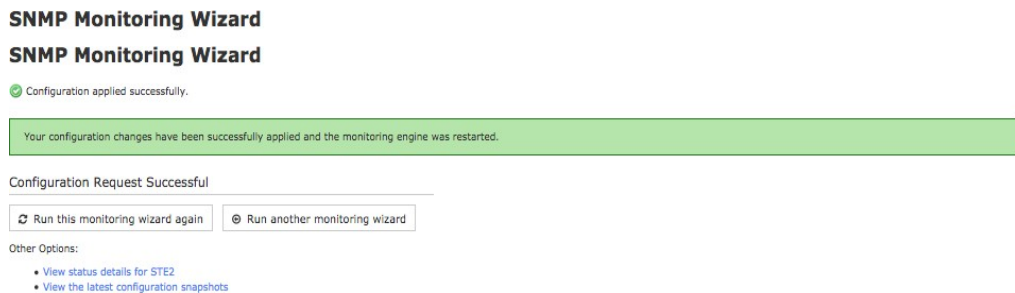 SNMP Monitoring Wizard
SNMP Monitoring Wizard
Configuration applied successfully.
Your configuration changes have been successfully applied and the monitoring engine was restarted.
Configuration Request Successful
Run this monitoring wizard again Run another monitoring wizard
Other Options:
• View status details for STE2
• View the latest configuration snapshots